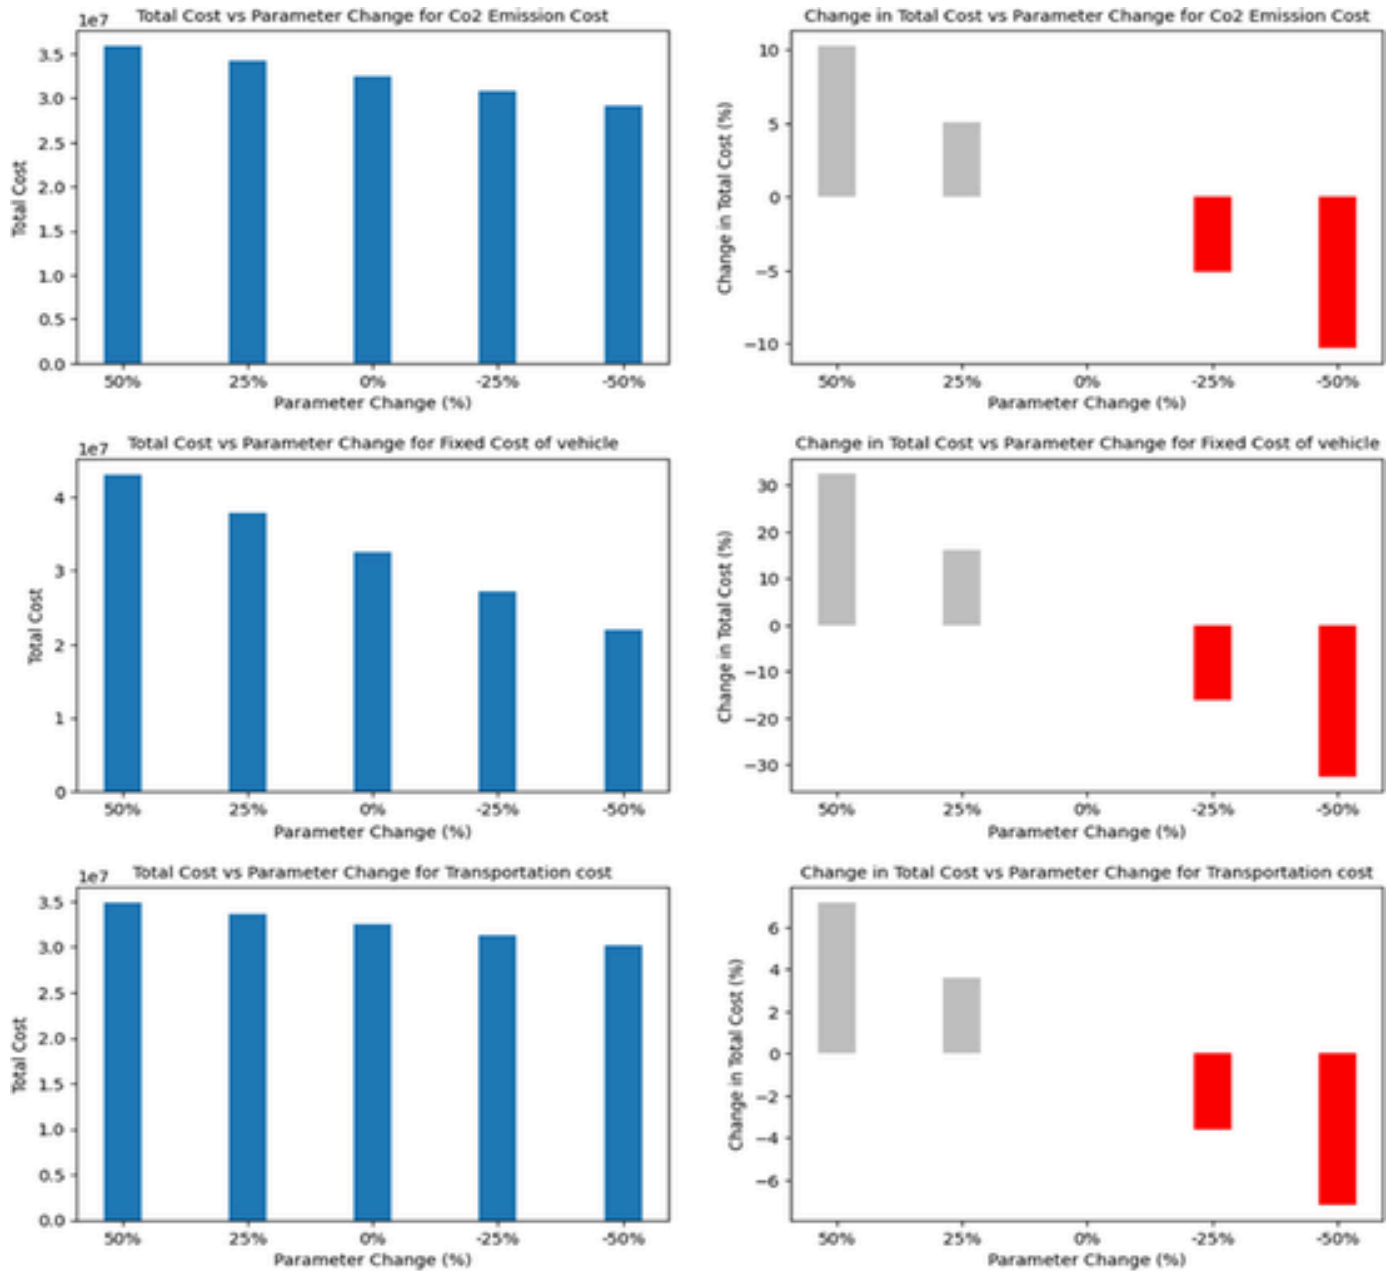 Total Cost vs Parameter Change for Co2 Emission Cost
1e7
3.5
3.0
2.5
2.0
1.5
1.0
0.5
0.0
Total Cost
50% 25% 0% -25% -50%
Parameter Change (%)
Change in Total Cost vs Parameter Change for Co2 Emission Cost
10
5
0
−5
−10
Change in Total Cost (%)
50% 25% 0% -25% -50%
Parameter Change (%)
Total Cost vs Parameter Change for Fixed Cost of vehicle
1e7
4
3
2
1
0
Total Cost
50% 25% 0% -25% -50%
Parameter Change (%)
Change in Total Cost vs Parameter Change for Fixed Cost of vehicle
30
20
10
0
−10
−20
−30
Change in Total Cost (%)
50% 25% 0% -25% -50%
Parameter Change (%)
Total Cost vs Parameter Change for Transportation cost
1e7
3.5
3.0
2.5
2.0
1.5
1.0
0.5
0.0
Total Cost
50% 25% 0% -25% -50%
Parameter Change (%)
Change in Total Cost vs Parameter Change for Transportation cost
6
4
2
0
−2
−4
−6
Change in Total Cost (%)
50% 25% 0% -25% -50%
Parameter Change (%)